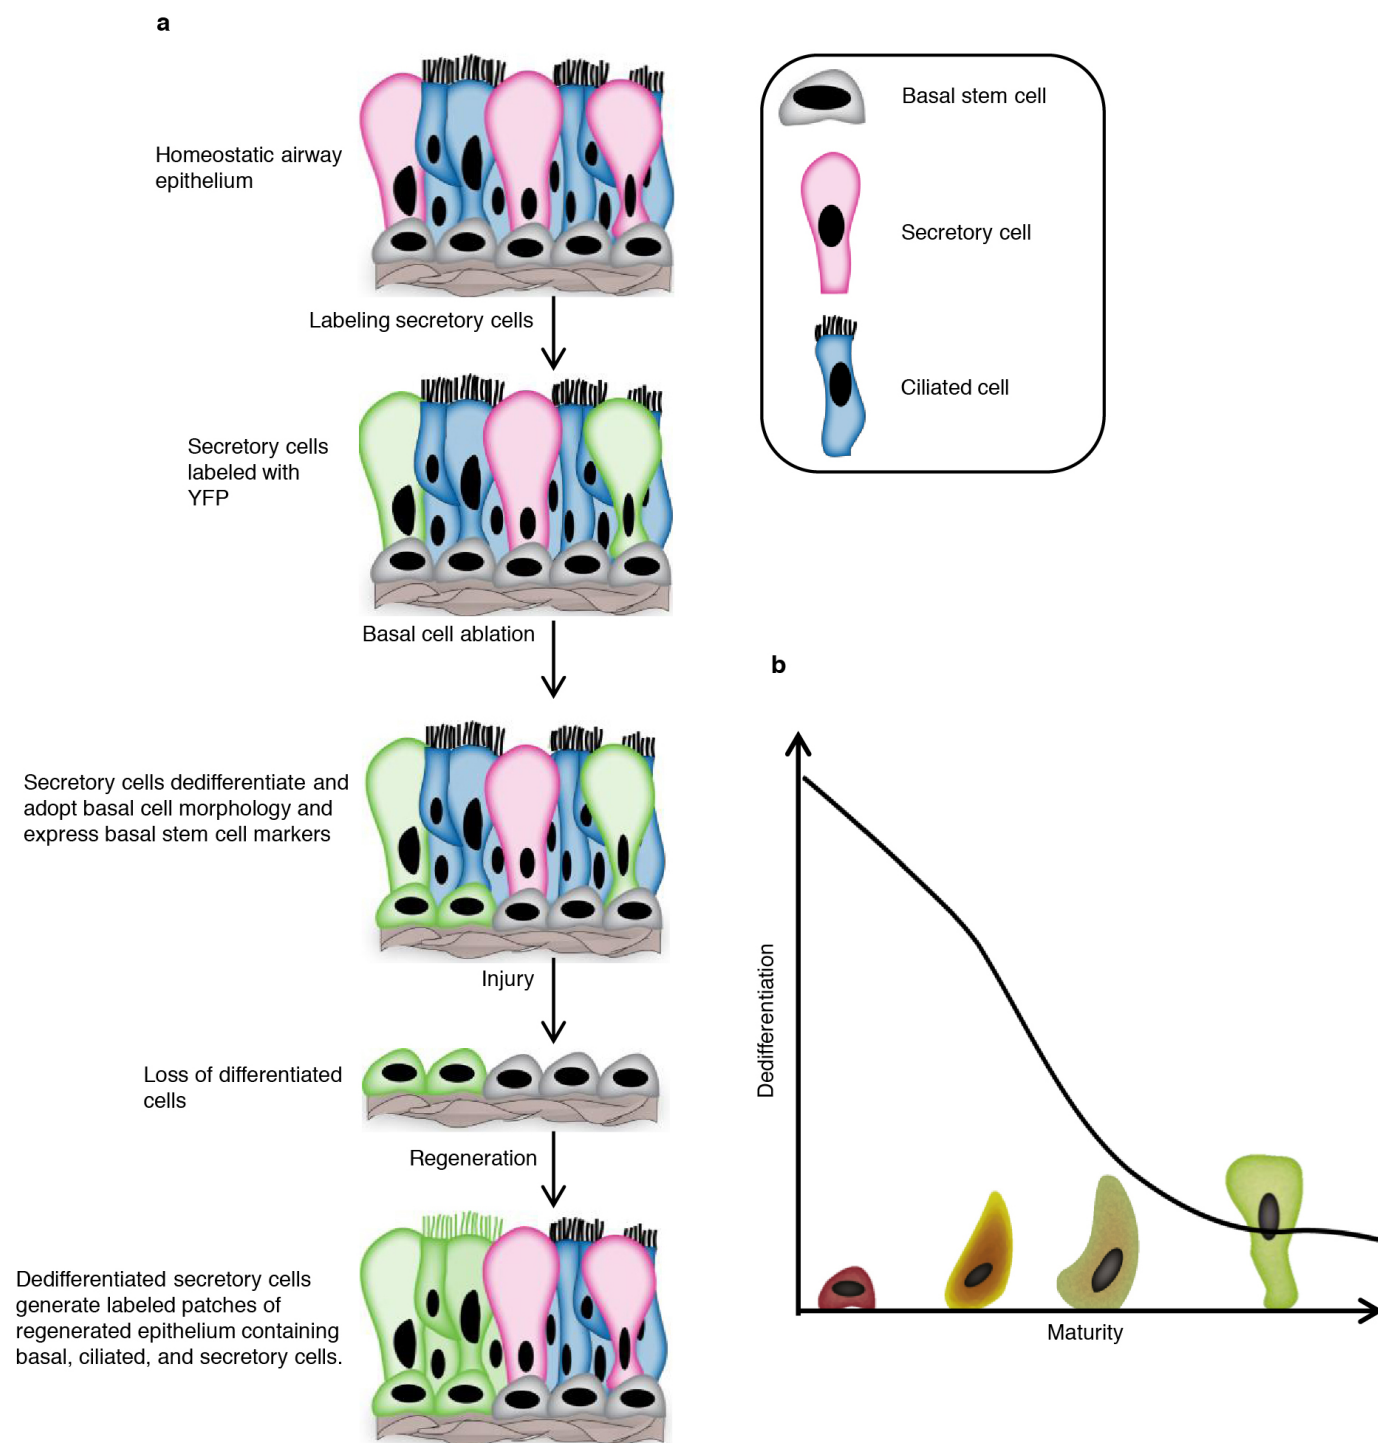 a
Homeostatic airway
epithelium
Labeling secretory cells
Secretory cells
labeled with
YFP
Basal cell ablation
Secretory cells dedifferentiate and
adopt basal cell morphology and
express basal stem cell markers
Injury
Loss of differentiated
cells
Regeneration
Dedifferentiated secretory cells
generate labeled patches of
regenerated epithelium containing
basal, ciliated, and secretory cells.
Basal stem cell
Secretory cell
Ciliated cell
b
Dedifferentiation
Maturity